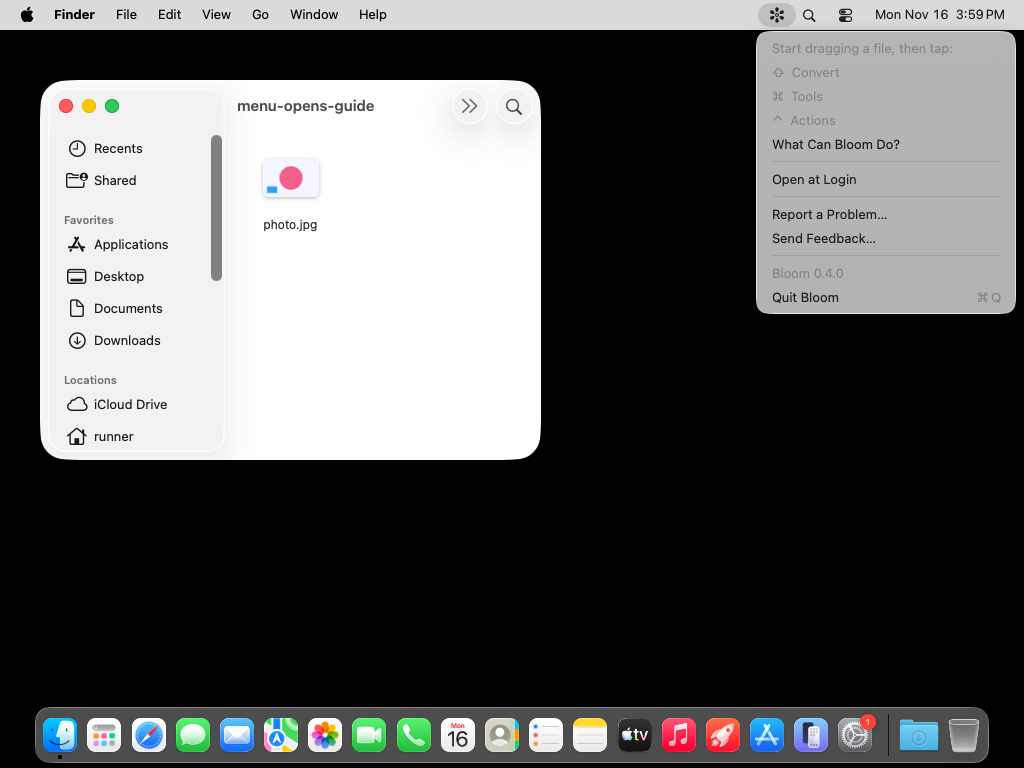 Finder File Edit View Go Window Help
Mon Nov 16 3:59 PM
menu-opens-guide
Recents
Shared
Favorites
Applications
Desktop
Documents
Downloads
Locations
iCloud Drive
runner
photo.jpg
Start dragging a file, then tap:
⇧ Convert
⌘ Tools
⌃ Actions
What Can Bloom Do?
Open at Login
Report a Problem...
Send Feedback...
Bloom 0.4.0
Quit Bloom ⌘Q
Mon
16
tv
1